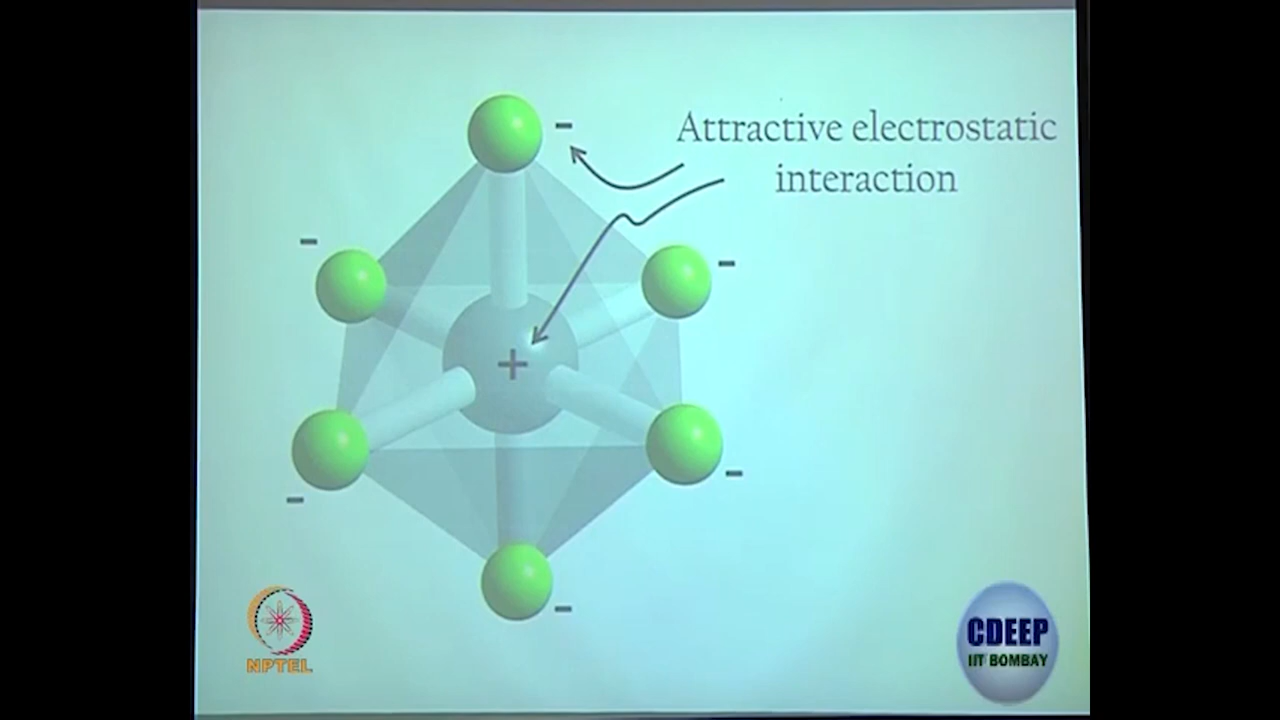 -
Attractive electrostatic
interaction
-
-
+
-
-
-
NPTEL
CDEEP
IIT BOMBAY